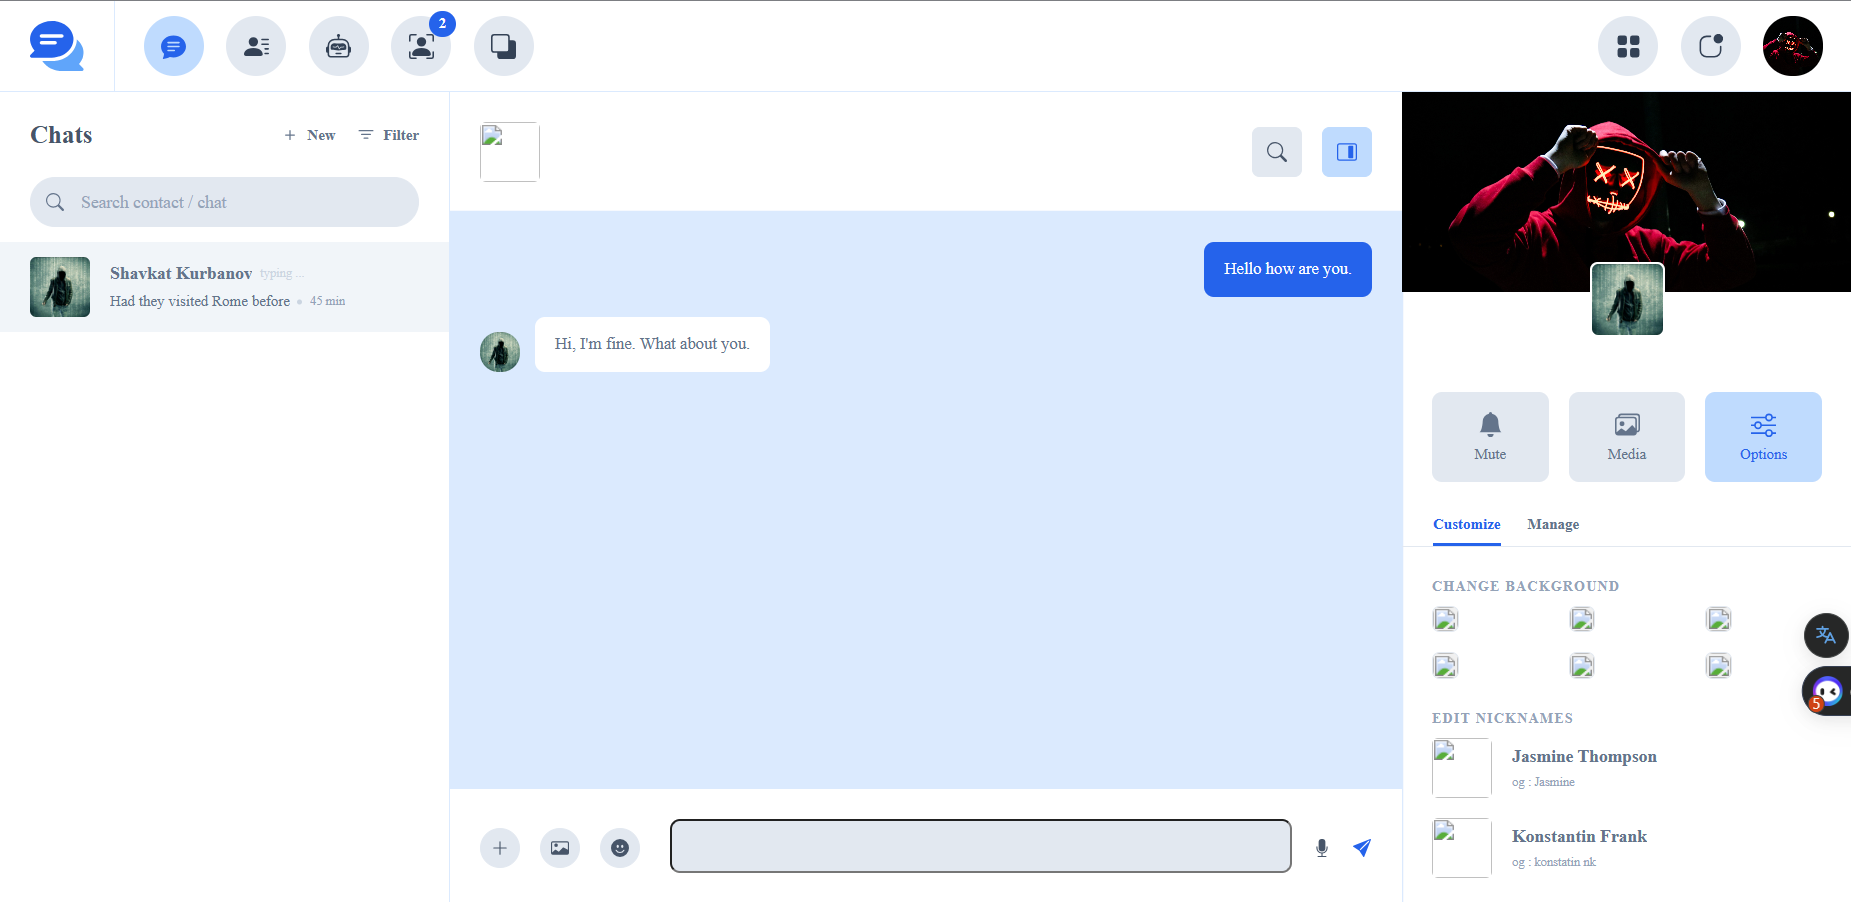 2
Chats
New
Filter
Search contact / chat
Shavkat Kurbanov typing ...
Had they visited Rome before 45 min
Hello how are you.
Hi, I'm fine. What about you.
Mute
Media
Options
Customize
Manage
CHANGE BACKGROUND
EDIT NICKNAMES
Jasmine Thompson
og : Jasmine
Konstantin Frank
og : konstatin nk
5